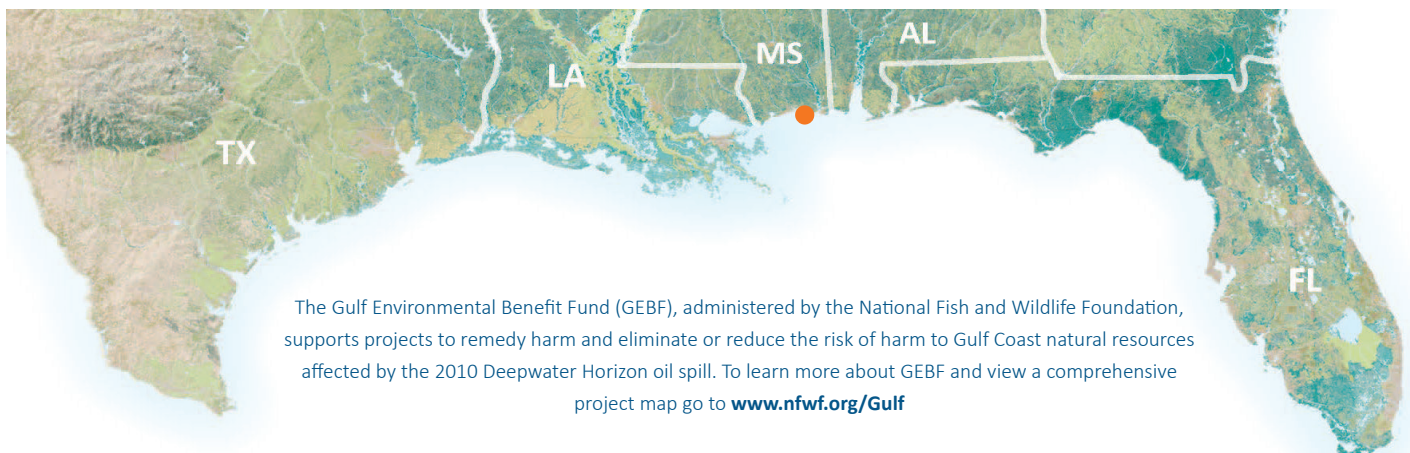 AL
MS
LA
TX
FL
The Gulf Environmental Benefit Fund (GEBF), administered by the National Fish and Wildlife Foundation,
supports projects to remedy harm and eliminate or reduce the risk of harm to Gulf Coast natural resources
affected by the 2010 Deepwater Horizon oil spill. To learn more about GEBF and view a comprehensive
project map go to www.nfwf.org/Gulf